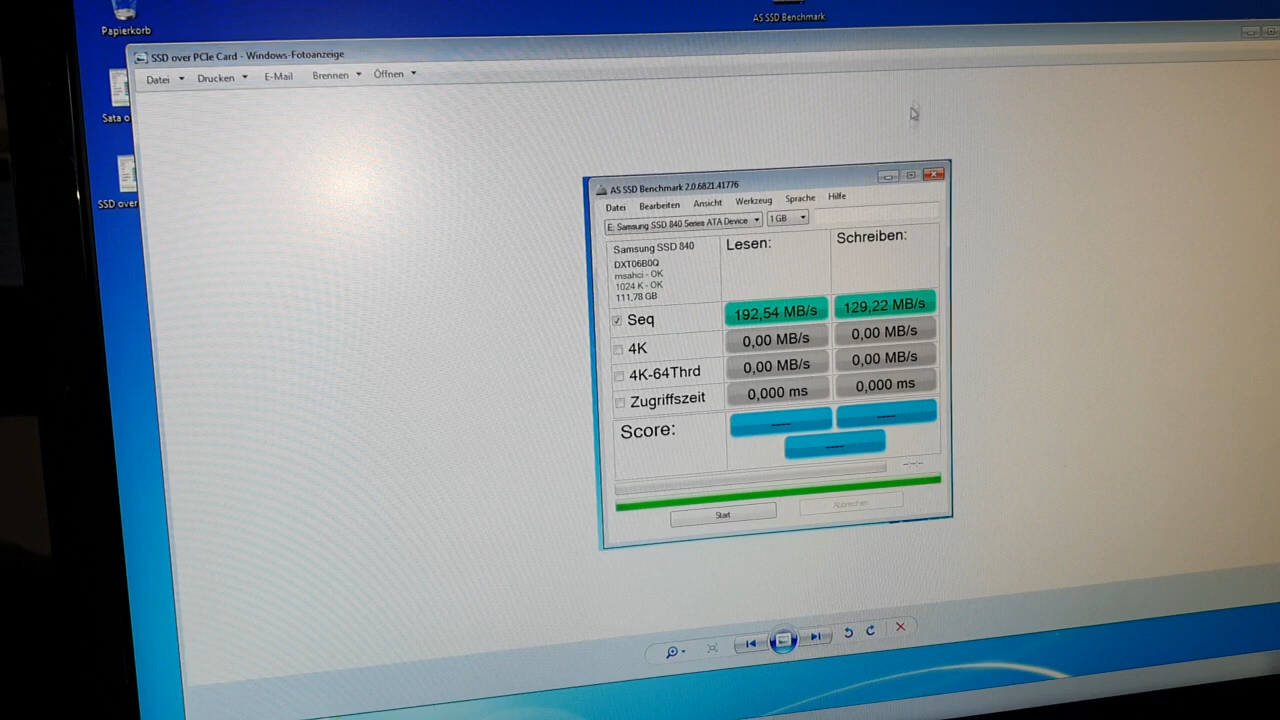 Papierkorb
AS SSD Benchmark
SSD over PCIe Card - Windows-Fotoanzeige
Datei Drucken E-Mail Brennen Öffnen
Sata o
SSD over
AS SSD Benchmark 2.0.6821.41776
Datei Bearbeiten Ansicht Werkzeug Sprache Hilfe
E: Samsung SSD 840 Series ATA Device 1 GB
Samsung SSD 840
DXT06B0Q
msahci - OK
1024 K - OK
111,78 GB
Lesen: Schreiben:
Seq 192,54 MB/s 129,22 MB/s
4K 0,00 MB/s 0,00 MB/s
4K-64Thrd 0,00 MB/s 0,00 MB/s
Zugriffszeit 0,000 ms 0,000 ms
Score: ---- ----
----
--:--:--
Start Abbrechen